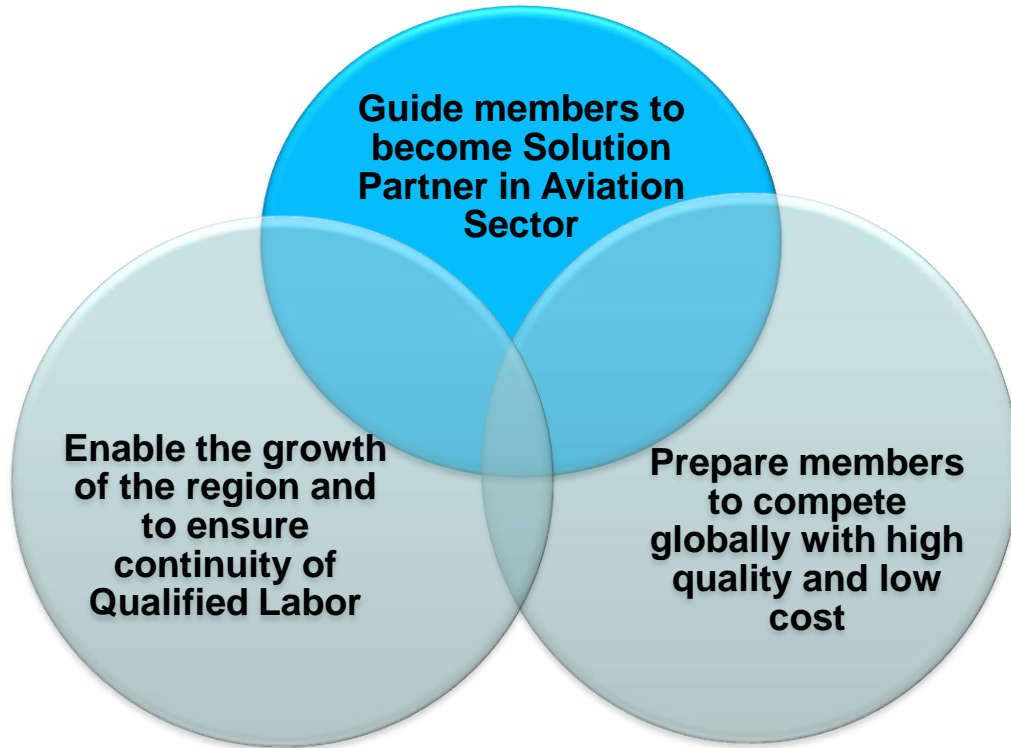 Guide members to
become Solution
Partner in Aviation
Sector
Enable the growth
of the region and
to ensure
continuity of
Qualified Labor
Prepare members
to compete
globally with high
quality and low
cost